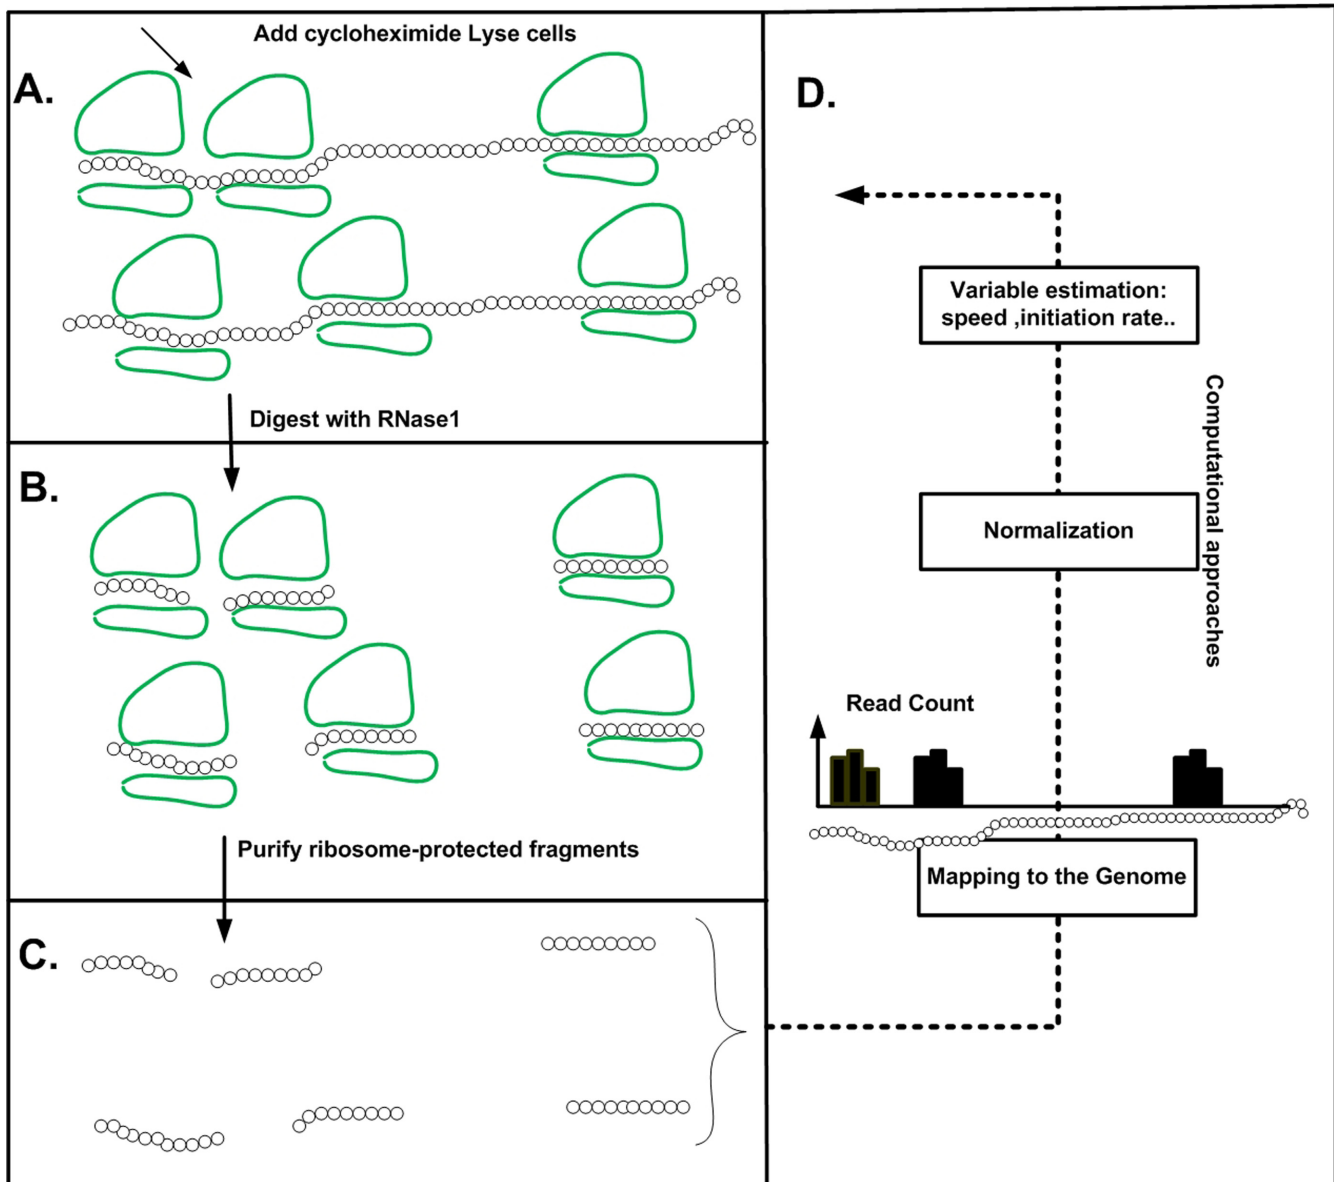 Add cycloheximide Lyse cells
A.
Digest with RNase1
B.
Purify ribosome-protected fragments
C.
D.
Variable estimation:
speed ,initiation rate..
Computational approaches
Normalization
Read Count
Mapping to the Genome